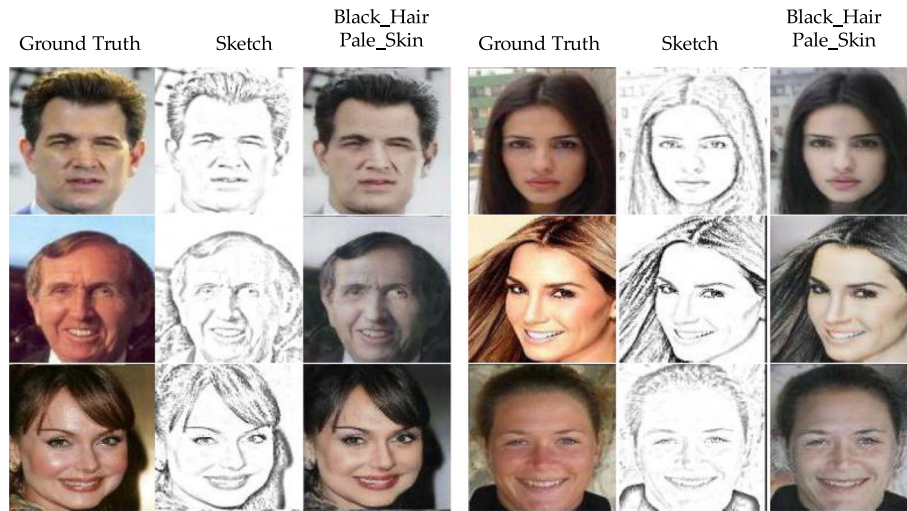 Black_Hair
Black_Hair
Ground Truth Sketch Pale_Skin Ground Truth Sketch Pale_Skin